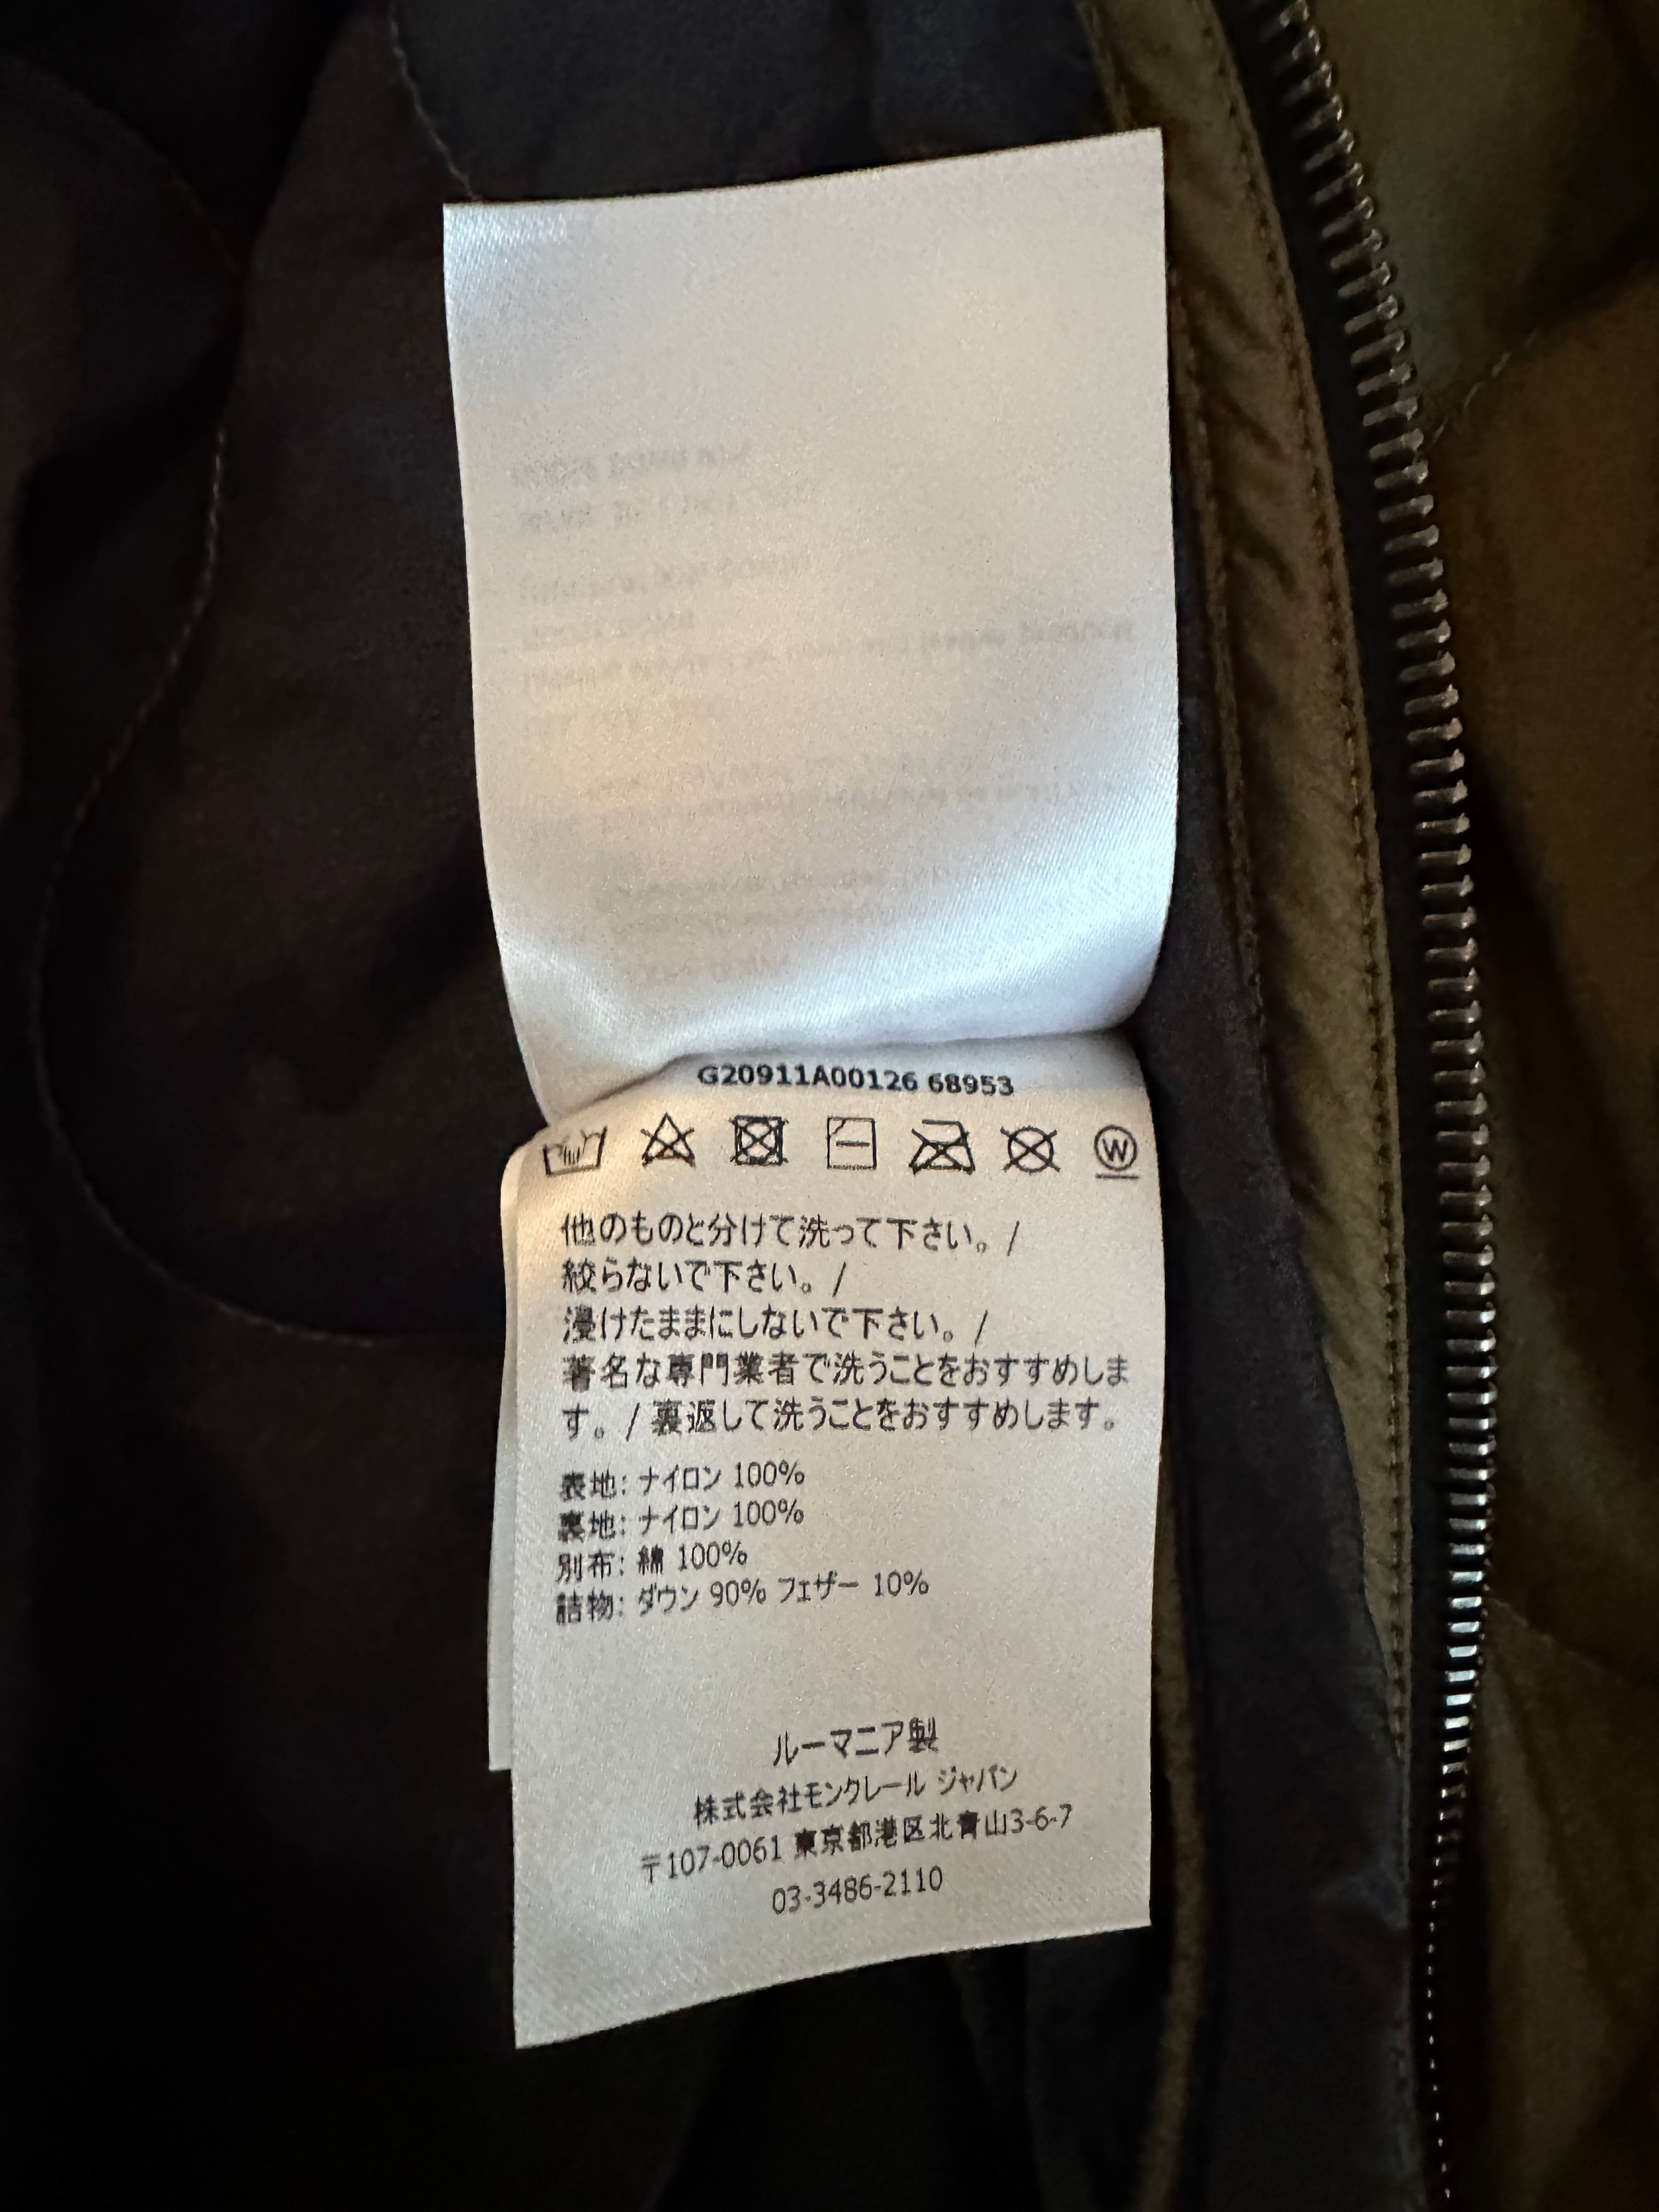 G20911A00126 68953
W
他のものと分けて洗って下さい。/
絞らないで下さい。/
浸けたままにしないで下さい。/
著名な専門業者で洗うことをおすすめしま
す。/ 裏返して洗うことをおすすめします。
表地: ナイロン 100%
裏地: ナイロン 100%
別布: 綿 100%
詰物: ダウン 90% フェザー 10%
ルーマニア製
株式会社モンクレール ジャパン
〒107-0061 東京都港区北青山3-6-7
03-3486-2110